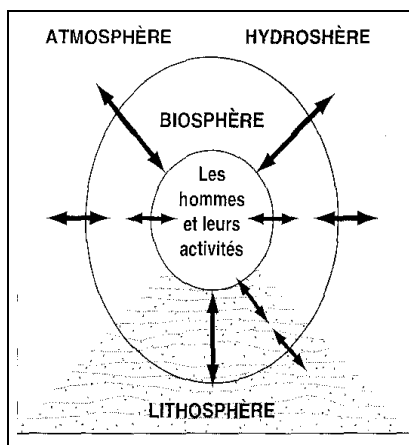 ATMOSPHÈRE
HYDROSHÈRE
BIOSPHÈRE
Les
hommes
et leurs
activités
LITHOSPHÈRE